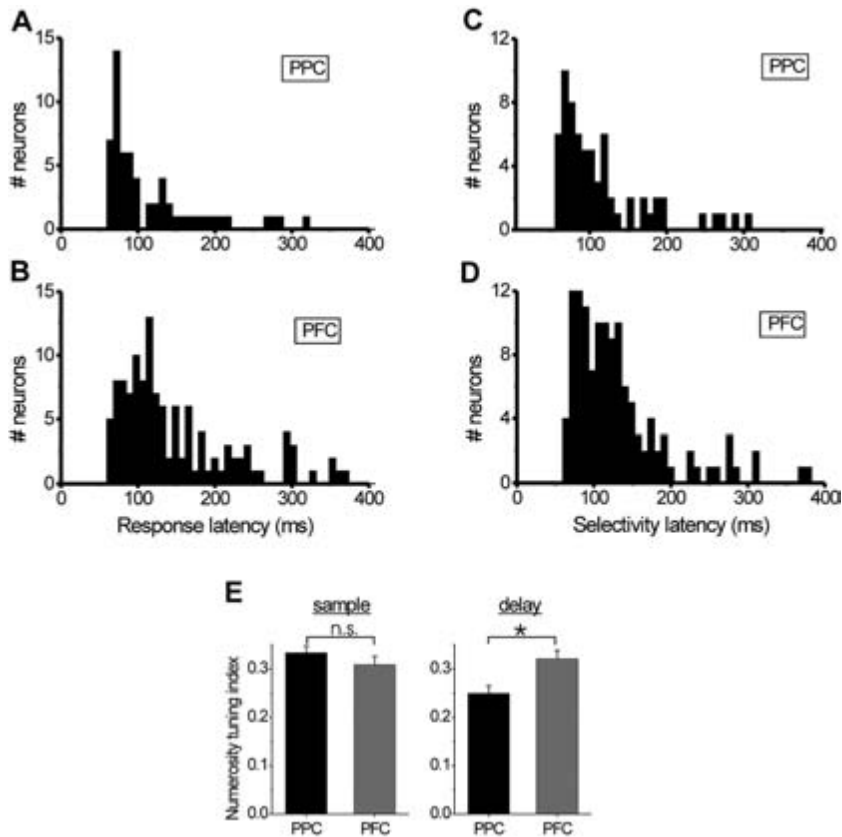 A
15
10
5
0
# neurons
PPC
0 100 200 300 400
B
15
10
5
0
# neurons
PFC
0 100 200 300 400
Response latency (ms)
C
12
8
4
0
# neurons
PPC
100 200 300 400
D
12
8
4
0
# neurons
PFC
0 100 200 300 400
Selectivity latency (ms)
E
sample
n.s.
0.3
0.2
0.1
0.0
Numerosity tuning index
PPC PFC
delay
*
0.3
0.2
0.1
0.0
PPC PFC